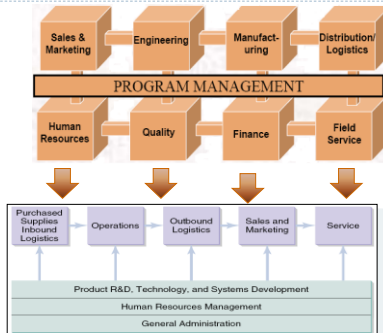 Sales &
Marketing
Engineering
Manufact-
uring
Distribution/
Logistics
PROGRAM MANAGEMENT
Human
Resources
Quality
Finance
Field
Service
Purchased
Supplies
Inbound
Logistics
Operations
Outbound
Logistics
Sales and
Marketing
Service
Product R&D, Technology, and Systems Development
Human Resources Management
General Administration